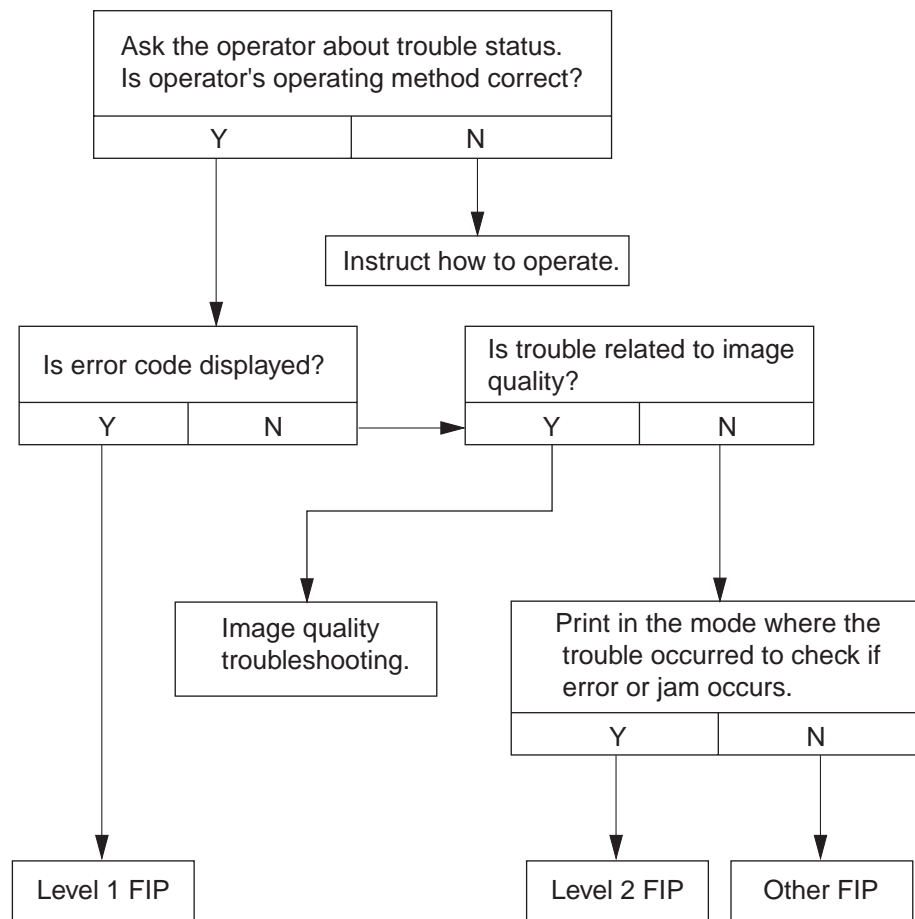 Ask the operator about trouble status.
Is operator's operating method correct?
Y
N
Instruct how to operate.
Is error code displayed?
Y
N
Is trouble related to image
quality?
Y
N
Image quality
troubleshooting.
Print in the mode where the
trouble occurred to check if
error or jam occurs.
Y
N
Level 1 FIP
Level 2 FIP
Other FIP